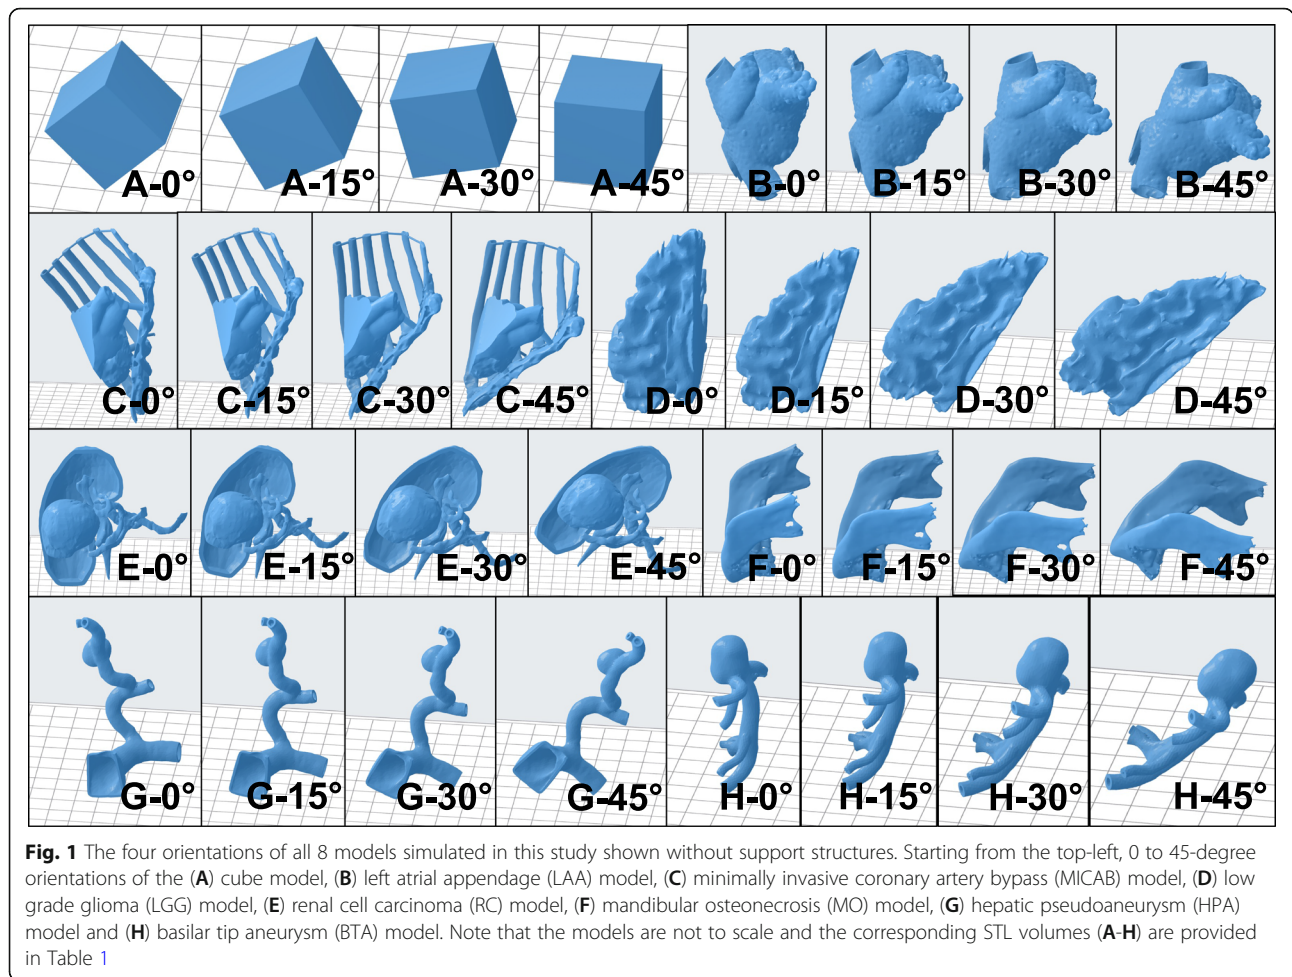 A-0° A-15° A-30° A-45° B-0° B-15° B-30° B-45°
C-0° C-15° C-30° C-45° D-0° D-15° D-30° D-45°
E-0° E-15° E-30° E-45° F-0° F-15° F-30° F-45°
G-0° G-15° G-30° G-45° H-0° H-15° H-30° H-45°
Fig. 1 The four orientations of all 8 models simulated in this study shown without support structures. Starting from the top-left, 0 to 45-degree
orientations of the (A) cube model, (B) left atrial appendage (LAA) model, (C) minimally invasive coronary artery bypass (MICAB) model, (D) low
grade glioma (LGG) model, (E) renal cell carcinoma (RC) model, (F) mandibular osteonecrosis (MO) model, (G) hepatic pseudoaneurysm (HPA)
model and (H) basilar tip aneurysm (BTA) model. Note that the models are not to scale and the corresponding STL volumes (A-H) are provided
in Table 1